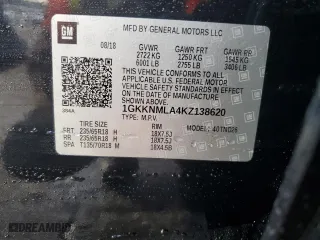 GM
MFD BY GENERAL MOTORS LLC
08/18 GVWR GAWR FRT GAWR RR
2722 KG 1250 KG 1545 KG
6001 LB 2755 LB 3406 LB
THIS VEHICLE CONFORMS TO ALL APPLICABLE
U.S. FEDERAL MOTOR VEHICLE SAFETY
STANDARDS IN EFFECT ON THE DATE OF
MANUFACTURE SHOWN ABOVE.
1GKKNMLA4KZ138620
TYPE: M.P.V. MODEL:
TIRE SIZE RIM
FRT 235/65R18 H 18X7.5J
RR 235/65R18 H 18X7.5J
SPA T135/70R18 M 18X4.5B